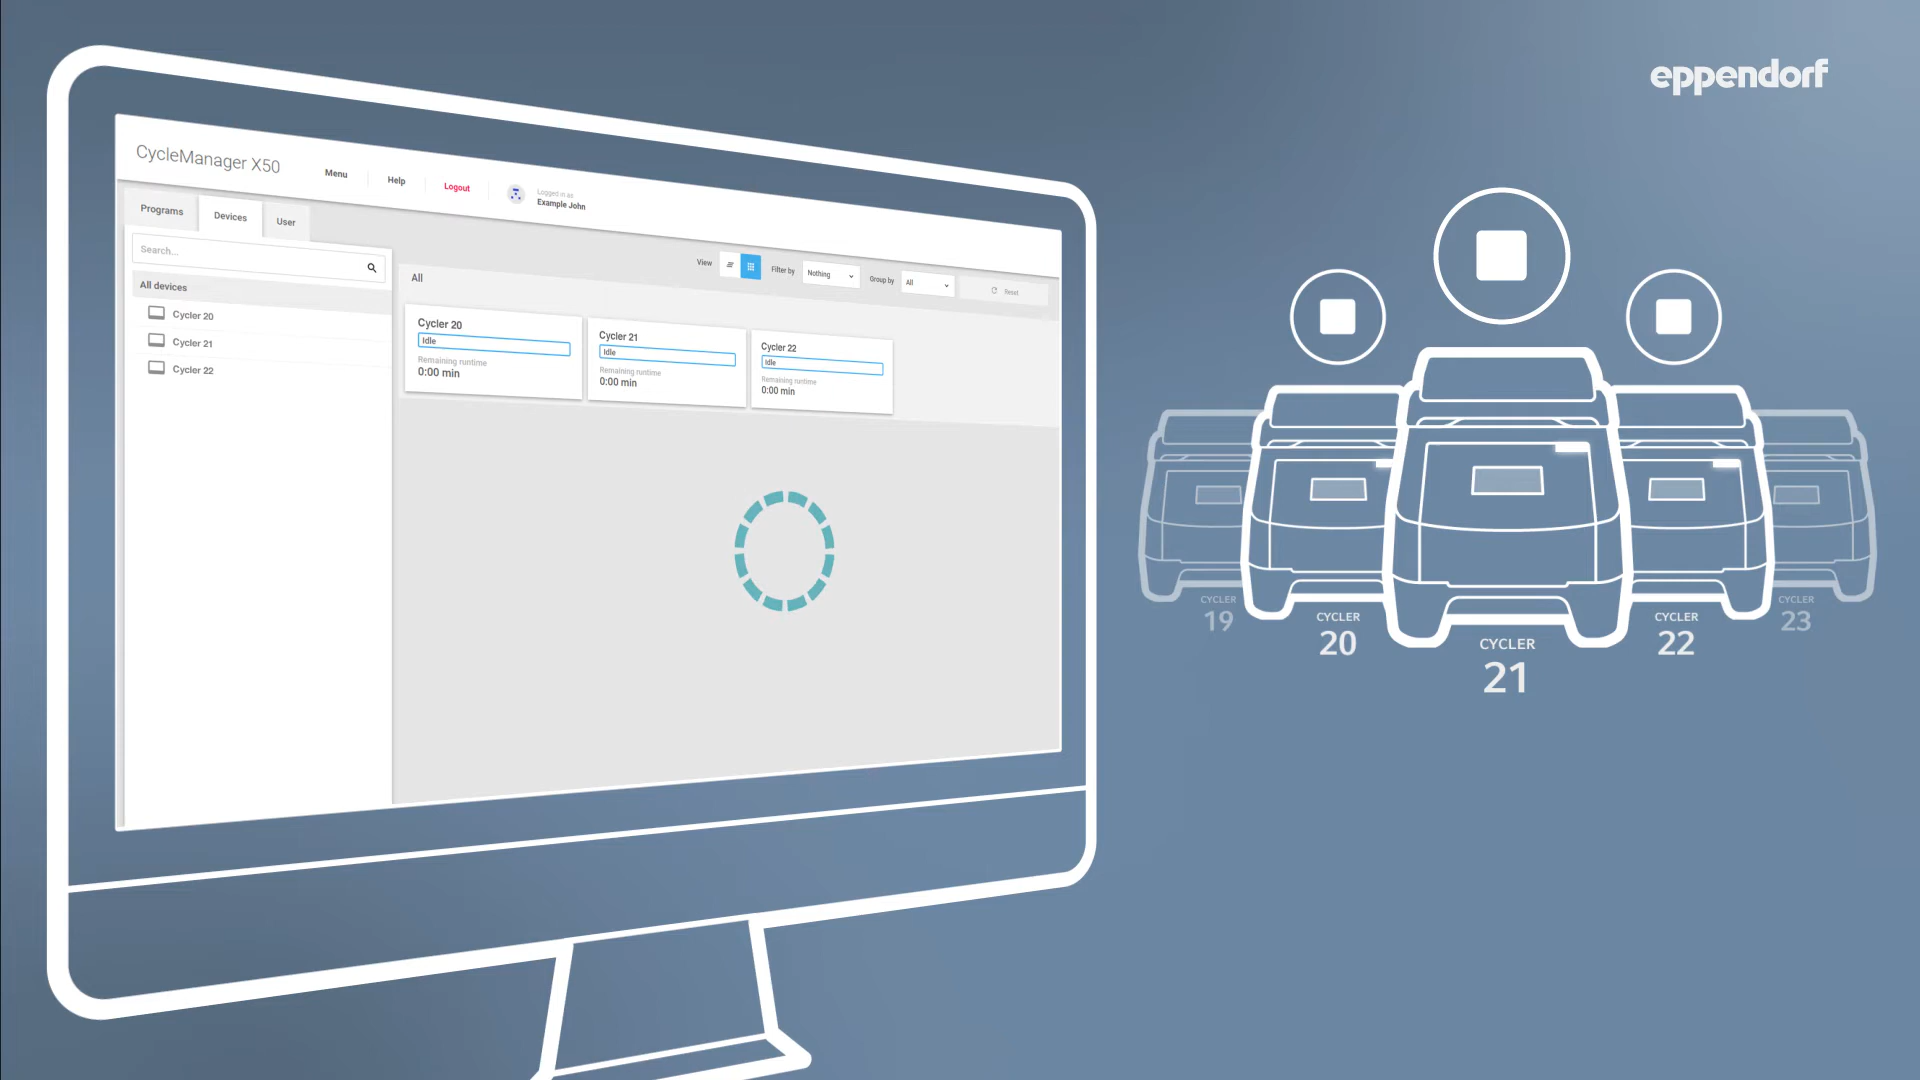 eppendorf
CycleManager X50
Menu
Help
Logout
Logged in as
Example John
Programs
Devices
User
Search...
All devices
Cycler 20
Cycler 21
Cycler 22
View
Filter by
Nothing
Group by
All
Reset
All
Cycler 20
Idle
Remaining runtime
0:00 min
Cycler 21
Idle
Remaining runtime
0:00 min
Cycler 22
Idle
Remaining runtime
0:00 min
CYCLER
19
CYCLER
20
CYCLER
21
CYCLER
22
CYCLER
23